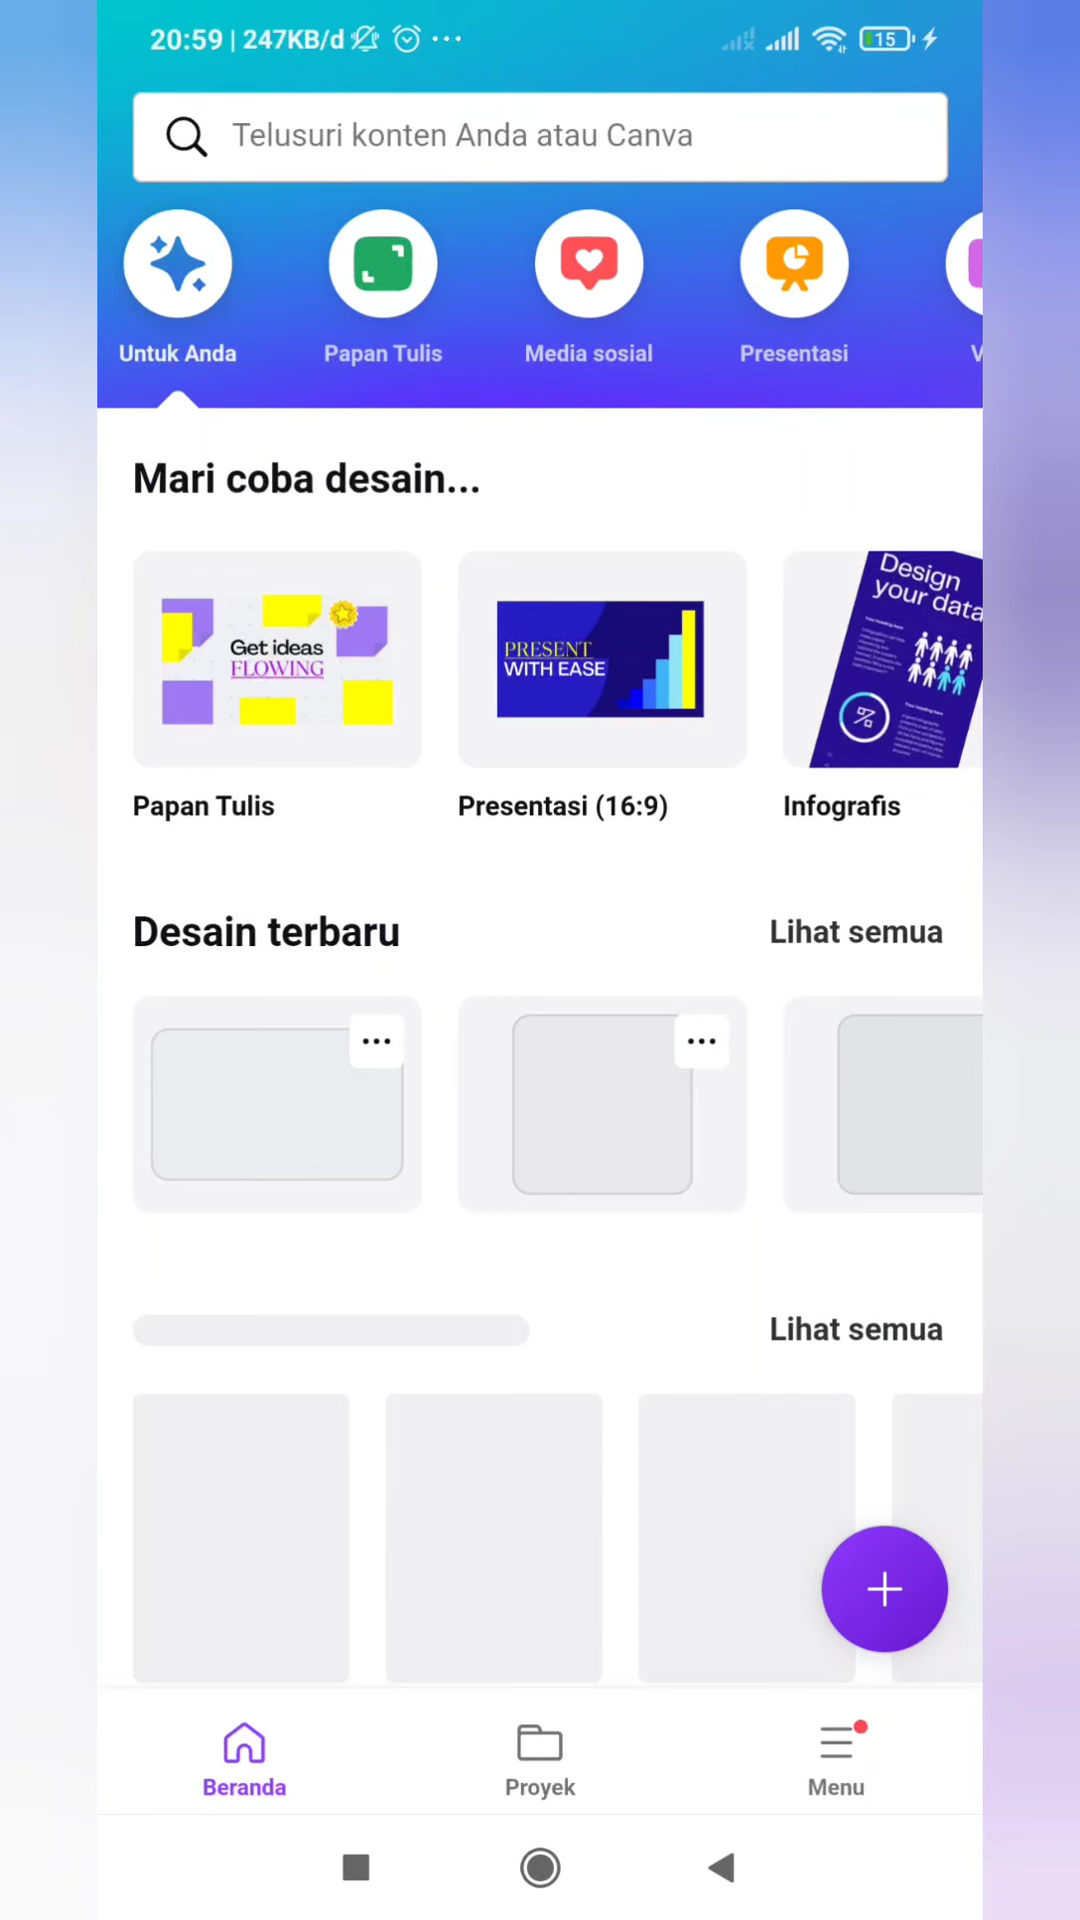 20:59 | 247KB/d
15
Telusuri konten Anda atau Canva
Untuk Anda
Papan Tulis
Media sosial
Presentasi
V
Mari coba desain...
Get ideas
FLOWING
PRESENT
WITH EASE
Design
your data
Papan Tulis
Presentasi (16:9)
Infografis
Desain terbaru
Lihat semua
Lihat semua
Beranda
Proyek
Menu